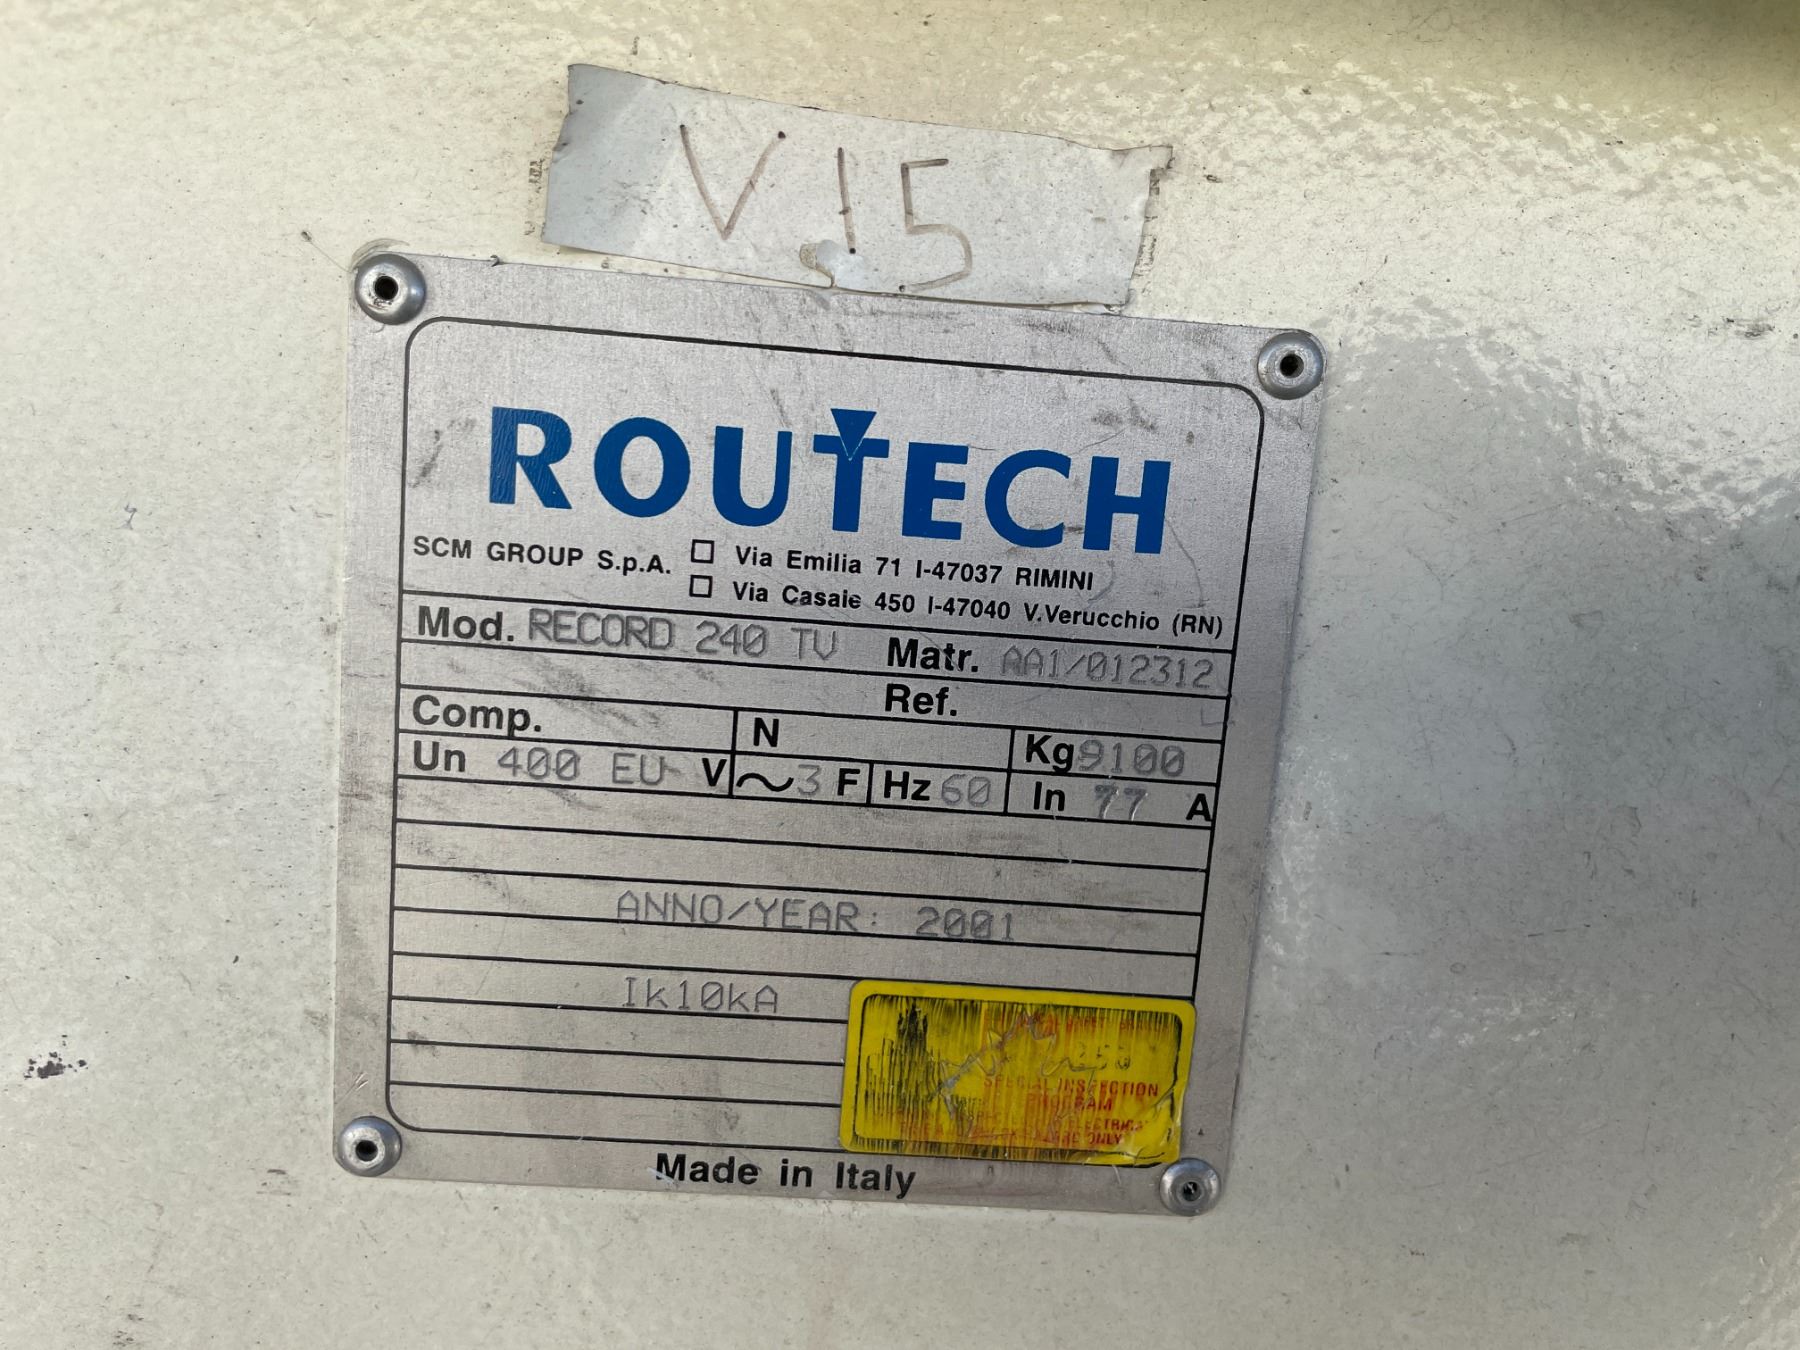 V.15
ROUTECH
SCM GROUP S.p.A. □ Via Emilia 71 I-47037 RIMINI
□ Via Casale 450 I-47040 V.Verucchio (RN)
Mod. RECORD 240 TV Matr. AA1/012312
Ref.
Comp. N Kg 9100
Un 400 EU V ~ 3 F Hz 60 In 77 A
ANNO/YEAR: 2001
Ik10kA
SPECIAL INSPECTION
PROGRAM
ONLY
Made in Italy